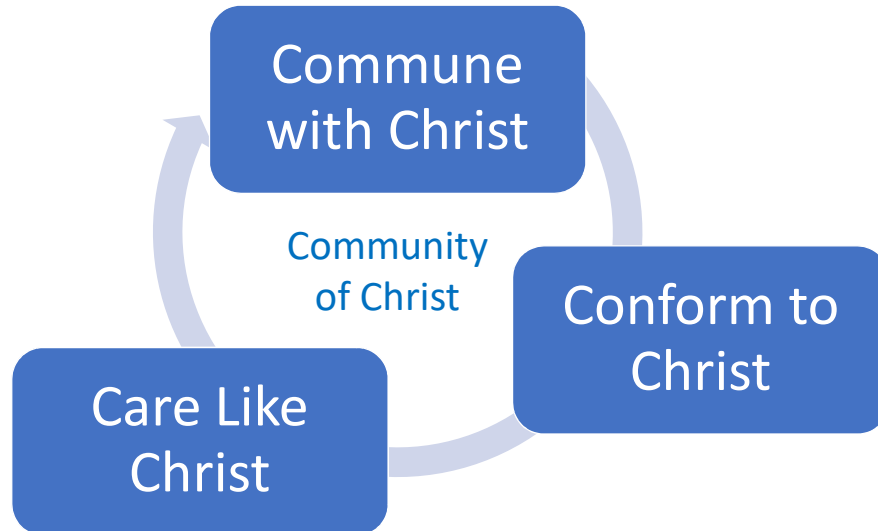 Commune
with Christ
Community
of Christ
Conform to
Christ
Care Like
Christ